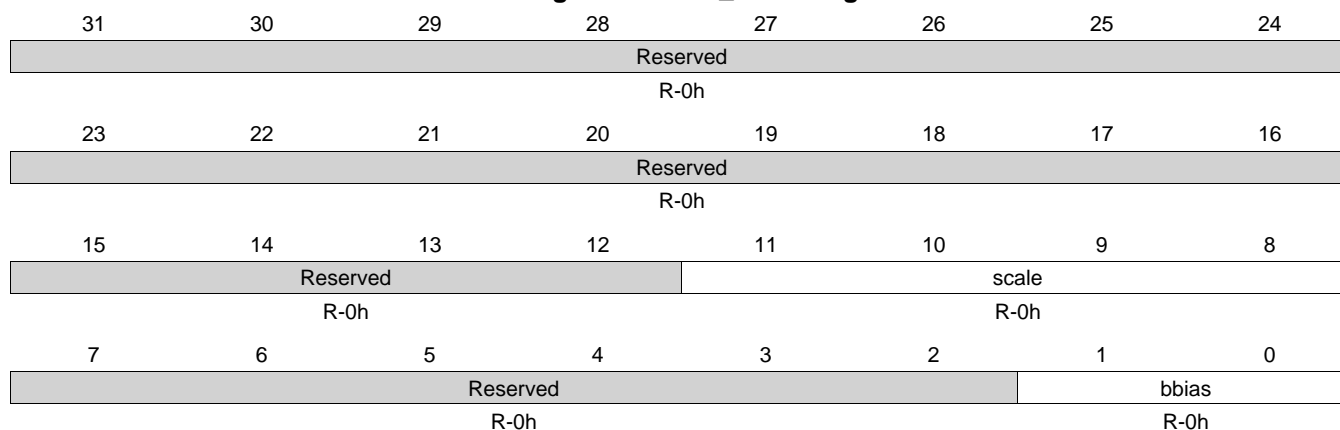 31 30 29 28 27 26 25 24
Reserved
R-0h
23 22 21 20 19 18 17 16
Reserved
R-0h
15 14 13 12 11 10 9 8
Reserved scale
R-0h R-0h
7 6 5 4 3 2 1 0
Reserved bbias
R-0h R-0h